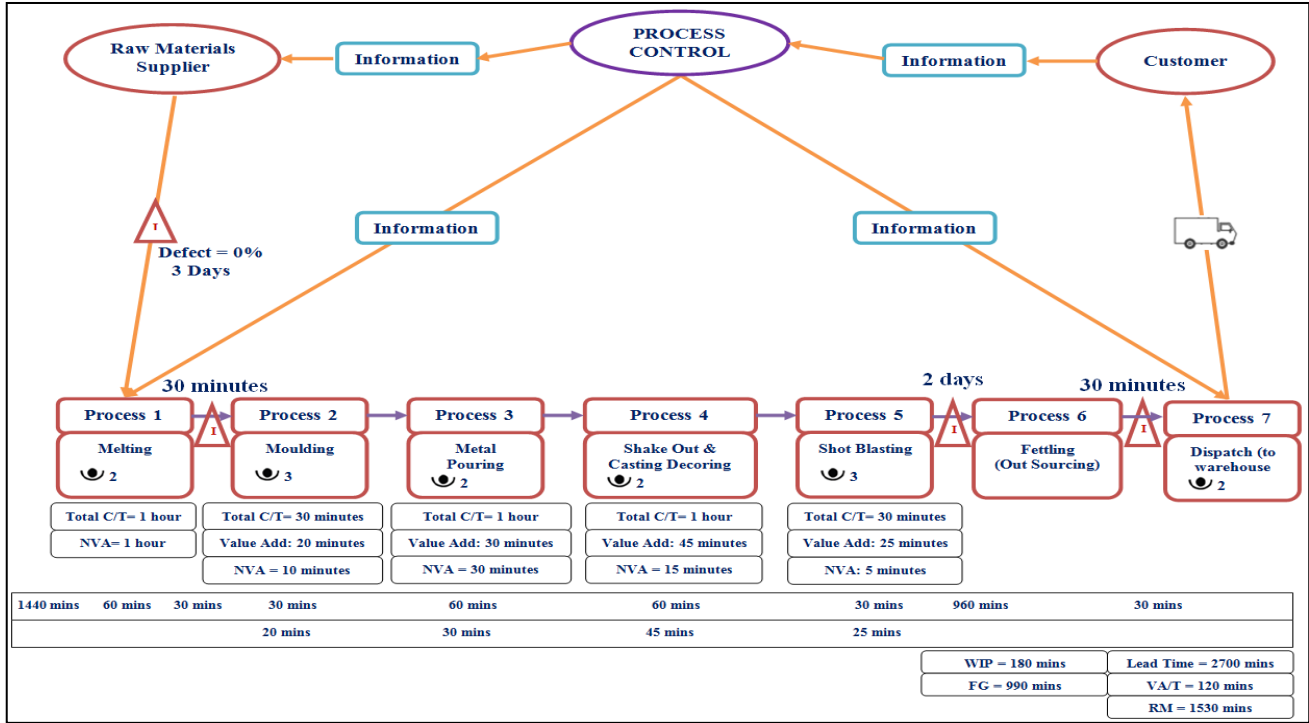 Raw Materials
Supplier
Information
PROCESS
CONTROL
Information
Customer
I
Defect = 0%
3 Days
Information
Information
30 minutes
2 days
30 minutes
Process 1
I
Process 2
Process 3
Process 4
Process 5
I
Process 6
I
Process 7
Melting
2
Moulding
3
Metal
Pouring
2
Shake Out &
Casting Decoring
2
Shot Blasting
3
Fettling
(Out Sourcing)
Dispatch (to
warehouse
2
Total C/T= 1 hour
NVA= 1 hour
Total C/T= 30 minutes
Value Add: 20 minutes
NVA = 10 minutes
Total C/T= 1 hour
Value Add: 30 minutes
NVA = 30 minutes
Total C/T= 1 hour
Value Add: 45 minutes
NVA = 15 minutes
Total C/T= 30 minutes
Value Add: 25 minutes
NVA: 5 minutes
1440 mins 60 mins 30 mins 30 mins 60 mins 60 mins 30 mins 960 mins 30 mins
20 mins 30 mins 45 mins 25 mins
WIP = 180 mins Lead Time = 2700 mins
FG = 990 mins VA/T = 120 mins
RM = 1530 mins